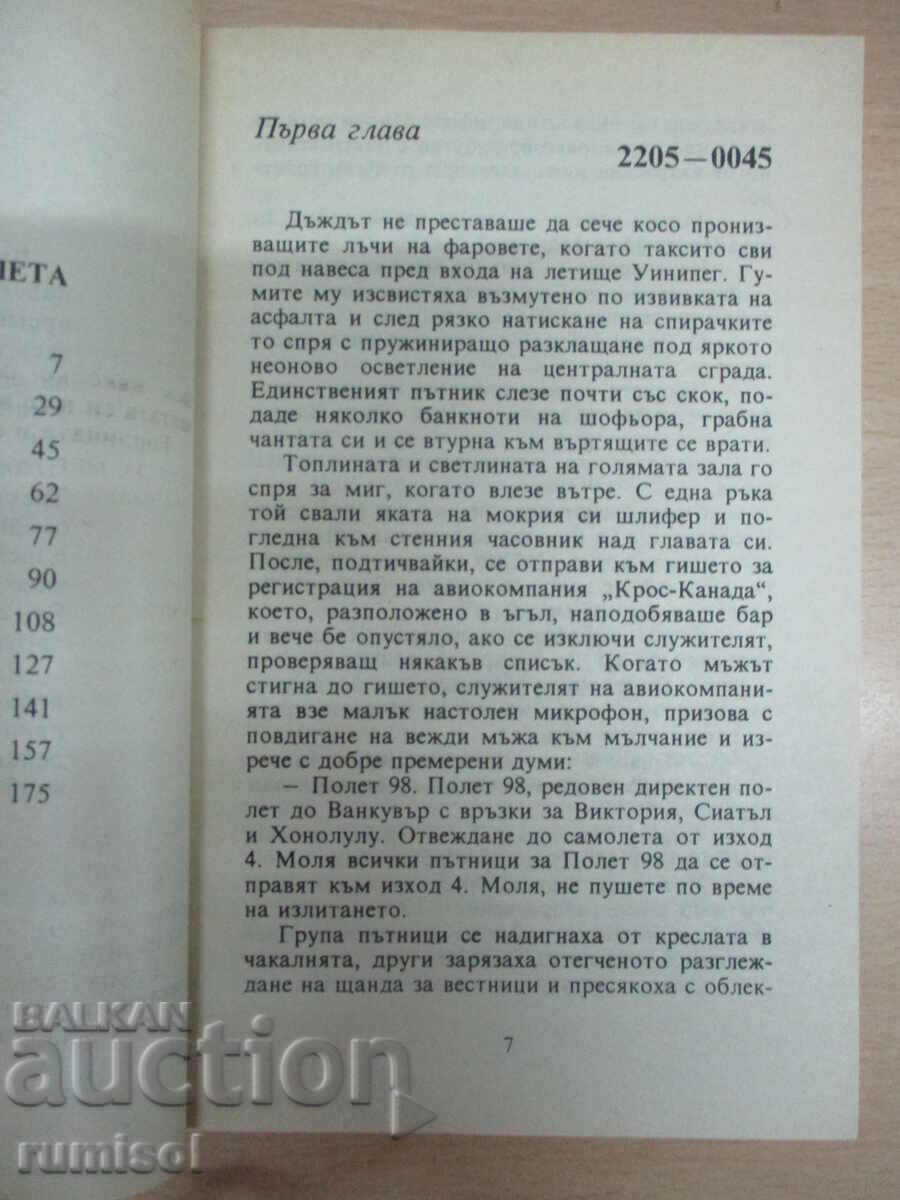 ЛЕТА
7
29
45
62
77
90
108
127
141
157
175
Първа глава
2205—0045
Дъждът не преставаше да сече косо прониз-
ващите лъчи на фаровете, когато таксито сви
под навеса пред входа на летище Уинипег. Гу-
мите му изсвистяха възмутено по извивката на
асфалта и след рязко натискане на спирачките
то спря с пружиниращо разклащане под яркото
неоново осветление на централната сграда.
Единственият пътник слезе почти със скок, по-
даде няколко банкноти на шофьора, грабна
чантата си и се втурна към въртящите се врати.
Топлината и светлината на голямата зала го
спря за миг, когато влезе вътре. С една ръка
той свали яката на мокрия си шлифер и по-
гледна към стенния часовник над главата си.
После, подтичвайки, се отправи към гишето за
регистрация на авиокомпания „Крос-Канада“,
което, разположено в ъгъл, наподобяваше бар
и вече бе опустяло, ако се изключи служителят,
проверяващ някакъв списък. Когато мъжът
стигна до гишето, служителят на авиокомпани-
ята взе малък настолен микрофон, призова с
повдигане на вежди мъжа към мълчание и из-
рече с добре премерени думи:
— Полет 98. Полет 98, редовен директен по-
лет до Ванкувър с връзки за Виктория, Сиатъл
и Хонолулу. Отвеждане до самолета от изход
4. Моля всички пътници за Полет 98 да се от-
правят към изход 4. Моля, не пушете по време
на излитането.
Група пътници се надигнаха от креслата в
чакалнята, други зарязаха отегченото разглеж-
дане на щанда за вестници и пресякоха с облек-
7
BALKAN
auction
rumisol